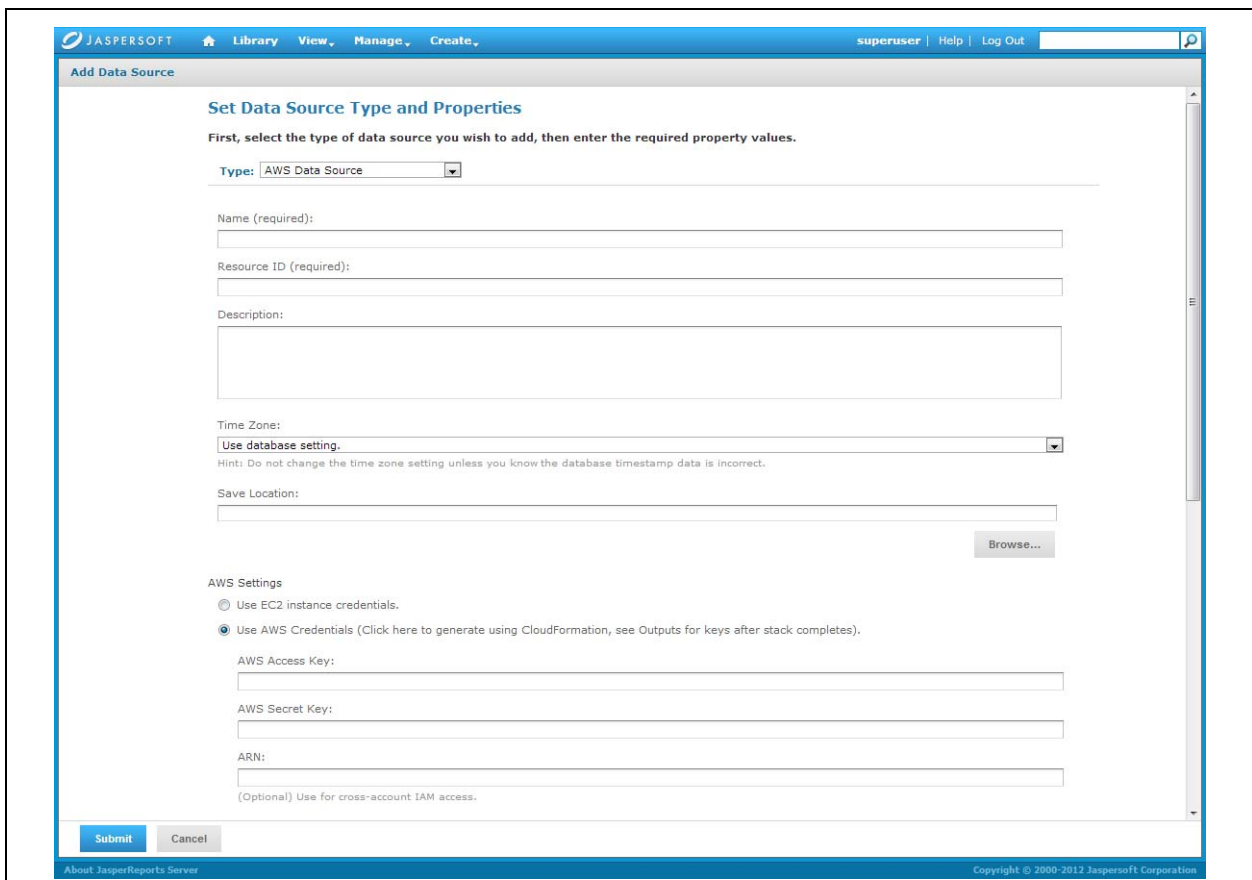 JASPERSOFT Library View Manage Create superuser | Help | Log Out
Add Data Source
Set Data Source Type and Properties
First, select the type of data source you wish to add, then enter the required property values.
Type: AWS Data Source
Name (required):
Resource ID (required):
Description:
Time Zone:
Use database setting.
Hint: Do not change the time zone setting unless you know the database timestamp data is incorrect.
Save Location:
Browse...
AWS Settings
Use EC2 instance credentials.
Use AWS Credentials (Click here to generate using CloudFormation, see Outputs for keys after stack completes).
AWS Access Key:
AWS Secret Key:
ARN:
(Optional) Use for cross-account IAM access.
Submit Cancel
About JasperReports Server Copyright © 2000-2012 Jaspersoft Corporation